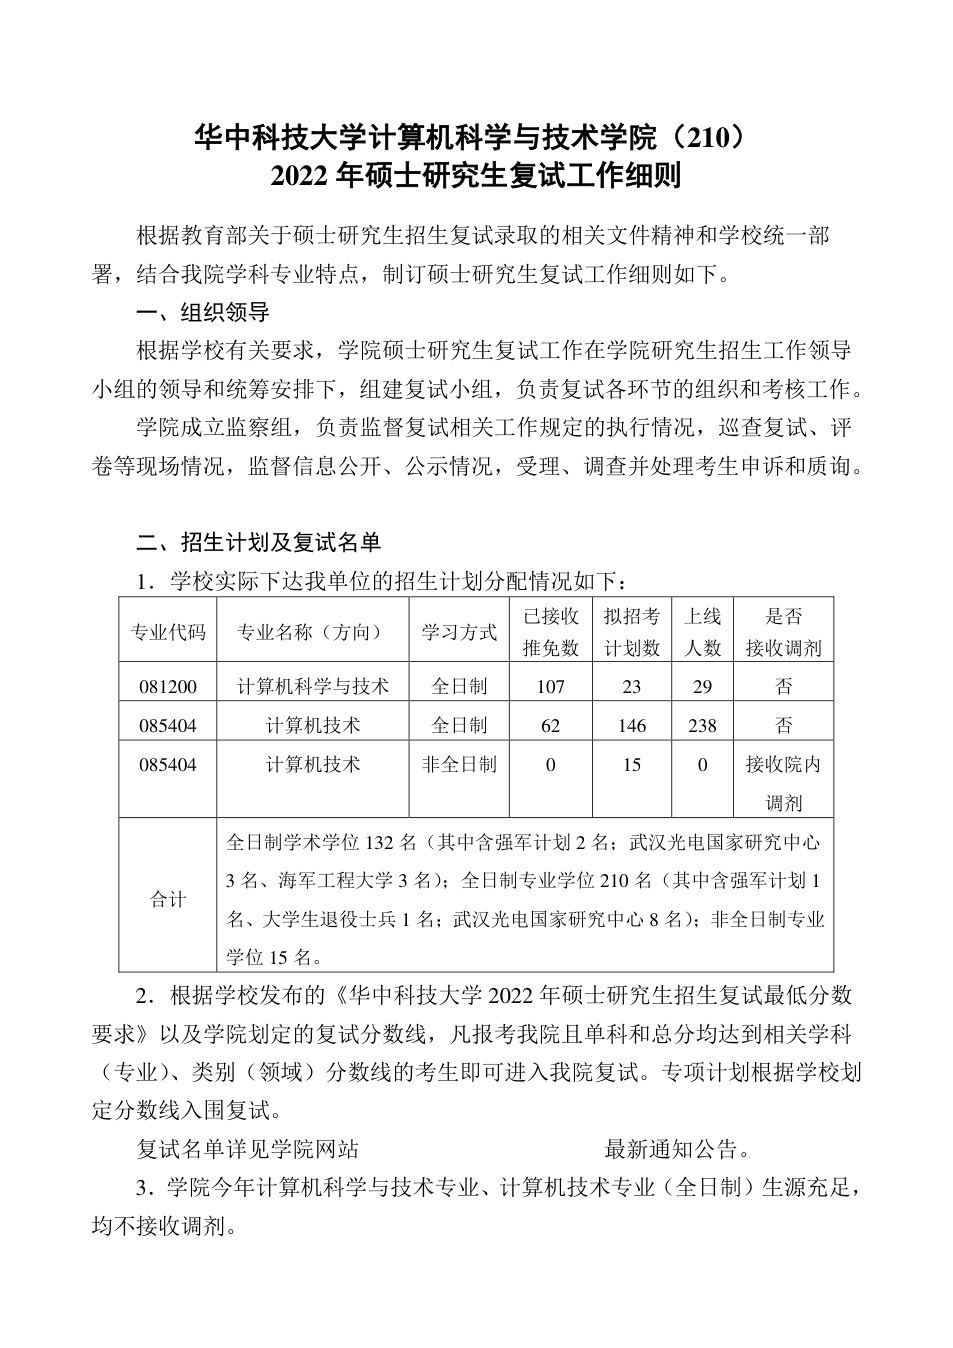 华中科技大学计算机科学与技术学院（210）
2022 年硕士研究生复试工作细则
根据教育部关于硕士研究生招生复试录取的相关文件精神和学校统一部
署，结合我院学科专业特点，制订硕士研究生复试工作细则如下。
一、组织领导
根据学校有关要求，学院硕士研究生复试工作在学院研究生招生工作领导
小组的领导和统筹安排下，组建复试小组，负责复试各环节的组织和考核工作。
学院成立监察组，负责监督复试相关工作规定的执行情况，巡查复试、评
卷等现场情况，监督信息公开、公示情况，受理、调查并处理考生申诉和质询。
二、招生计划及复试名单
1．学校实际下达我单位的招生计划分配情况如下：
专业代码 专业名称（方向） 学习方式 已接收推免数 拟招考计划数 上线人数 是否接收调剂
081200 计算机科学与技术 全日制 107 23 29 否
085404 计算机技术 全日制 62 146 238 否
085404 计算机技术 非全日制 0 15 0 接收院内调剂
合计
全日制学术学位 132 名（其中含强军计划 2 名；武汉光电国家研究中心
3 名、海军工程大学 3 名）；全日制专业学位 210 名（其中含强军计划 1
名、大学生退役士兵 1 名；武汉光电国家研究中心 8 名）；非全日制专业
学位 15 名。
2．根据学校发布的《华中科技大学 2022 年硕士研究生招生复试最低分数
要求》以及学院划定的复试分数线，凡报考我院且单科和总分均达到相关学科
（专业）、类别（领域）分数线的考生即可进入我院复试。专项计划根据学校划
定分数线入围复试。
复试名单详见学院网站 最新通知公告。
3．学院今年计算机科学与技术专业、计算机技术专业（全日制）生源充足，
均不接收调剂。